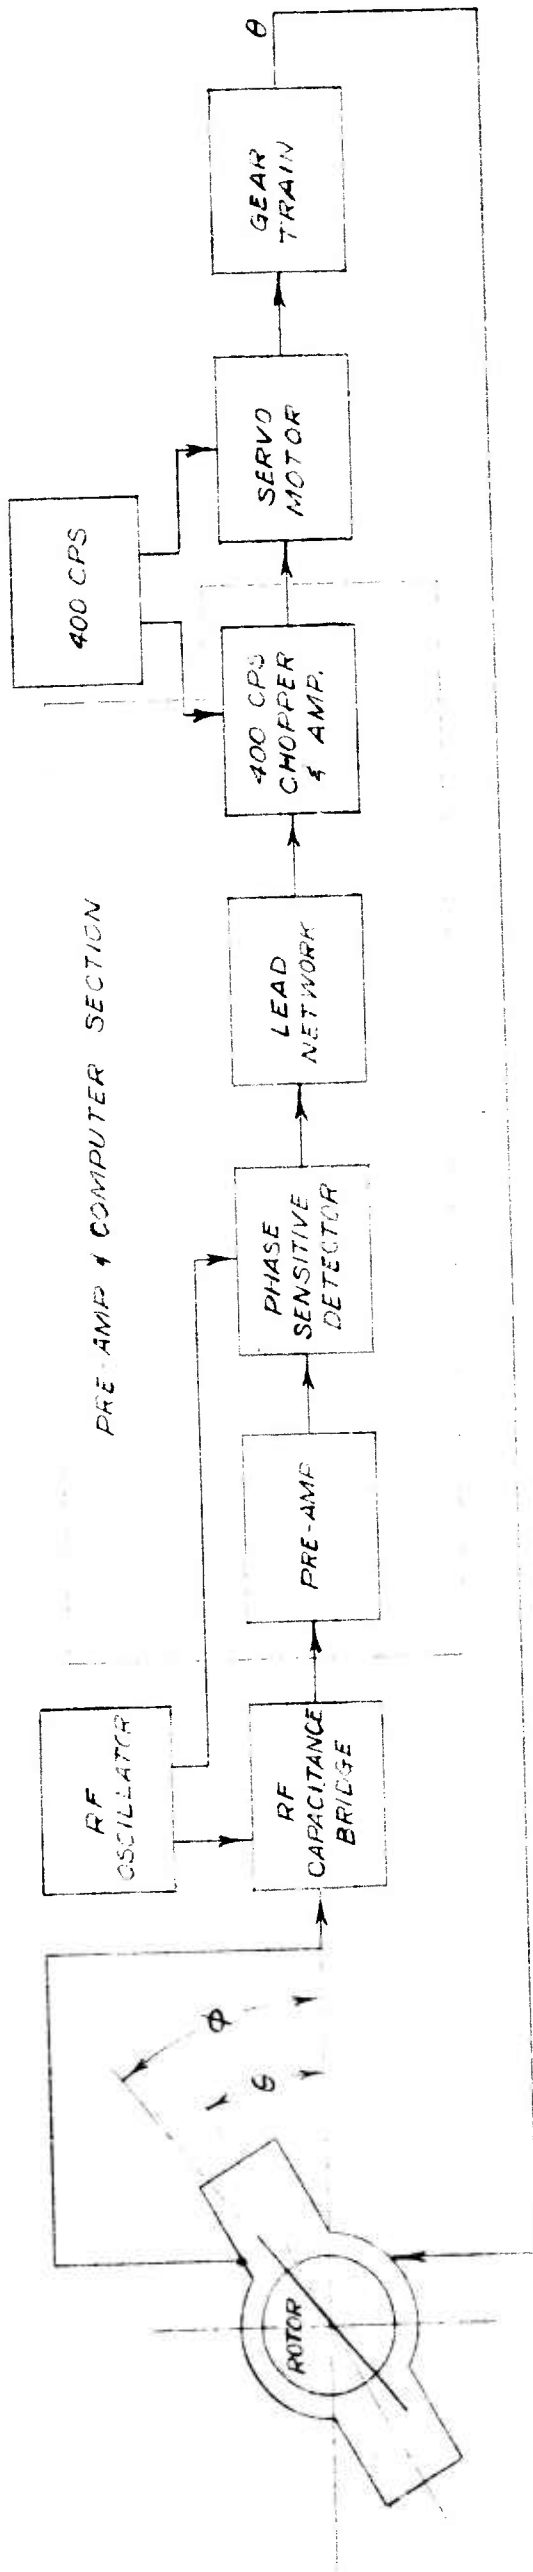 PRE-AMP & COMPUTER SECTION
RF
OSCILLATOR
400 CPS
ROTOR
θ
Φ
RF
CAPACITANCE
BRIDGE
PRE-AMP
PHASE
SENSITIVE
DETECTOR
LEAD
NETWORK
400 CPS
CHOPPER
& AMP.
SERVO
MOTOR
GEAR
TRAIN
θ